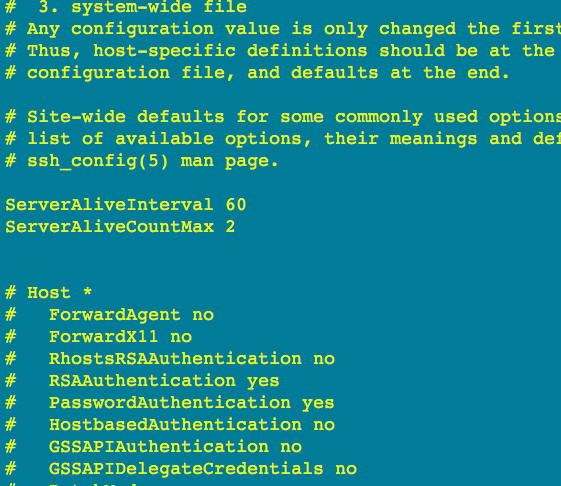 #  3. system-wide file
# Any configuration value is only changed the first
# Thus, host-specific definitions should be at the
# configuration file, and defaults at the end.
# Site-wide defaults for some commonly used options
# list of available options, their meanings and def
# ssh_config(5) man page.
ServerAliveInterval 60
ServerAliveCountMax 2
# Host *
#   ForwardAgent no
#   ForwardX11 no
#   RhostsRSAAuthentication no
#   RSAAuthentication yes
#   PasswordAuthentication yes
#   HostbasedAuthentication no
#   GSSAPIAuthentication no
#   GSSAPIDelegateCredentials no